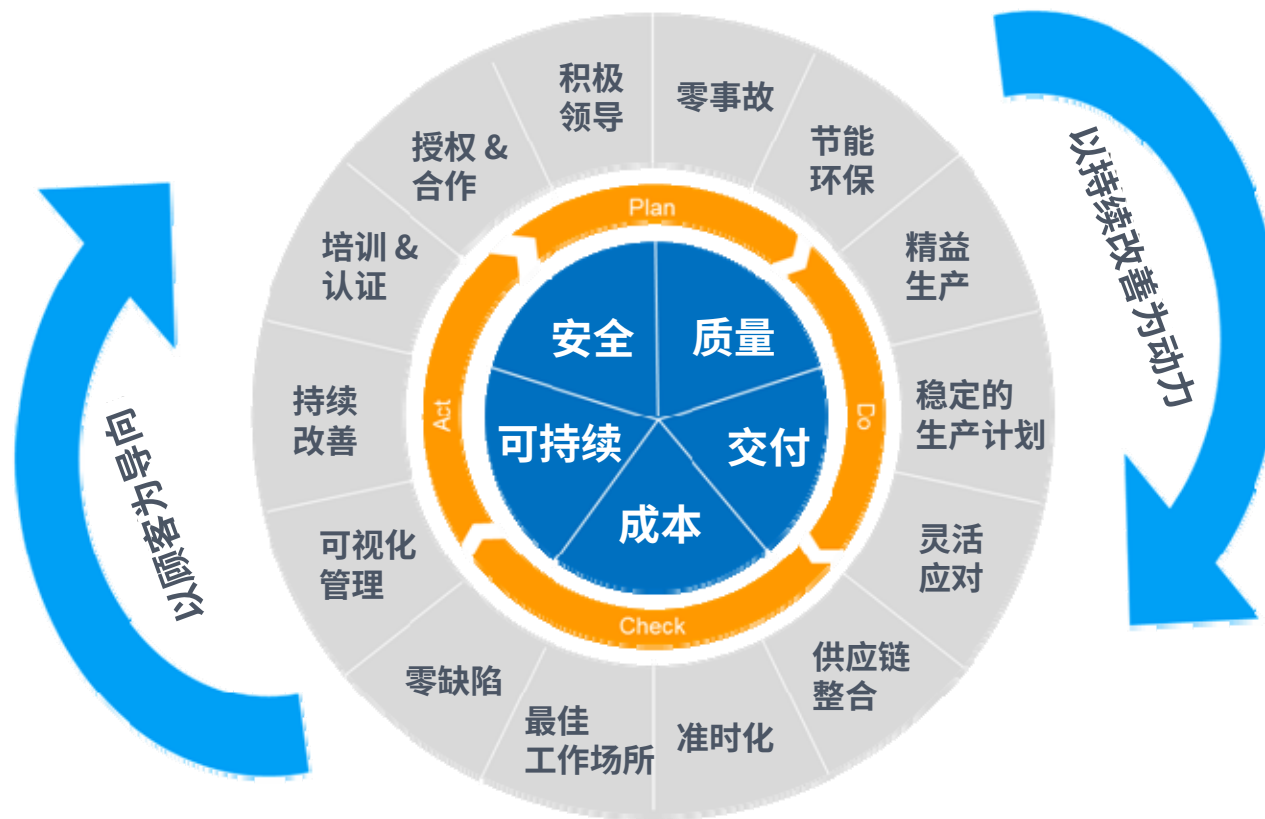 积极
领导
零事故
节能
环保
精益
生产
稳定的
生产计划
灵活
应对
供应链
整合
准时化
最佳
工作场所
零缺陷
可视化
管理
持续
改善
培训 &
认证
授权 &
合作
Plan
Do
Check
Act
安全
质量
交付
成本
可持续
以顾客为导向
以持续改善为动力